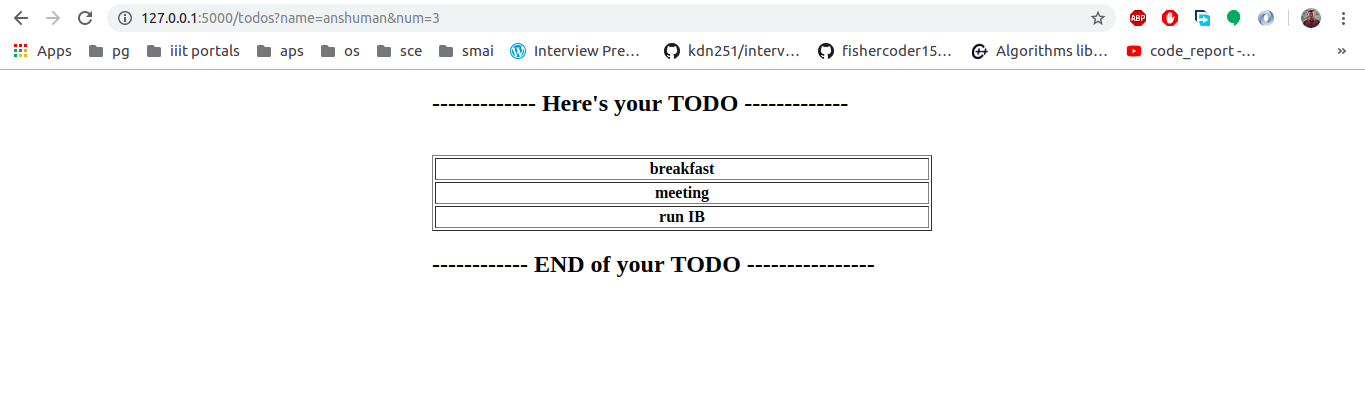 127.0.0.1:5000/todos?name=anshuman&num=3
ABP
Apps pg iiit portals aps os sce smai Interview Pre… kdn251/interv… fishercoder15… Algorithms lib… code_report -… »
------------- Here's your TODO -------------
breakfast
meeting
run IB
------------ END of your TODO ----------------